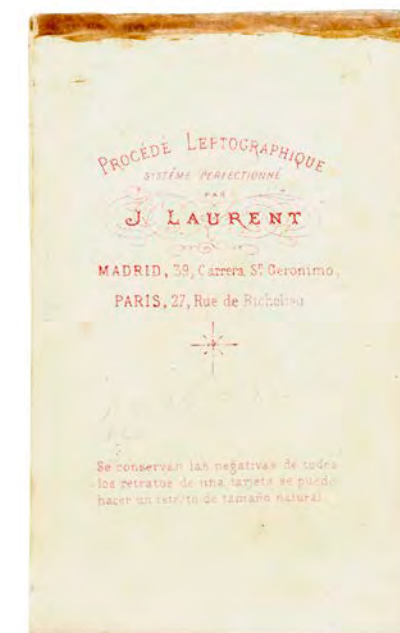 PROCÉDÉ LEPTOGRAPHIQUE
SISTÉME PERFECTIONNÉ
PAR
J. LAURENT
MADRID, 39, Carrera Sn. Geronimo,
PARIS, 27, Rue de Richelieu
Se conservan las negativas de todos
los retratos de una tarjeta se puede
hacer un retrato de tamaño natural.